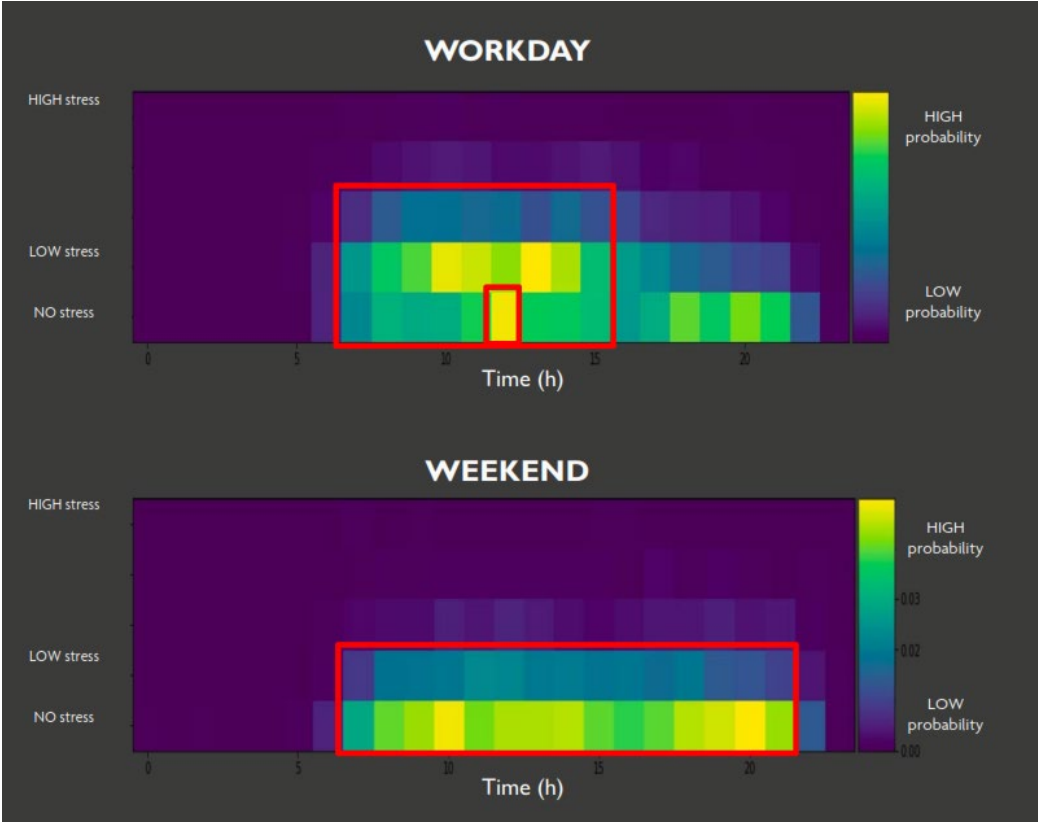 WORKDAY
HIGH stress
LOW stress
NO stress
HIGH
probability
LOW
probability
0
5
10
15
20
Time (h)
WEEKEND
HIGH stress
LOW stress
NO stress
HIGH
probability
0.03
0.02
LOW
probability
0.00
0
5
10
15
20
Time (h)